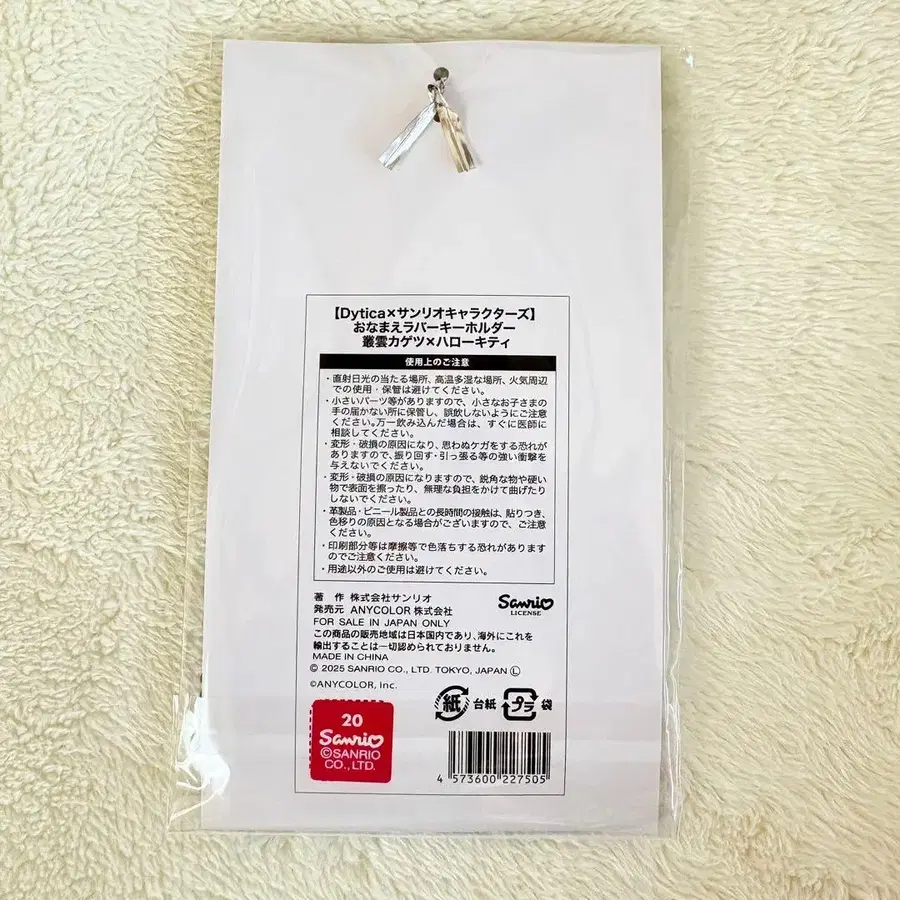 【Dytica×サンリオキャラクターズ】
おなまえラバーキーホルダー
叢雲カゲツ×ハローキティ
使用上のご注意
・直射日光の当たる場所、高温多湿な場所、火気周辺
での使用・保管は避けてください。
・小さいパーツ等がありますので、小さなお子さまの
手の届かない所に保管し、誤飲しないようにご注意
ください。万一飲み込んだ場合は、すぐに医師に
相談してください。
・変形・破損の原因になり、思わぬケガをする恐れが
ありますので、振り回す・引っ張る等の強い衝撃を
与えないでください。
・変形・破損の原因になりますので、鋭角な物や硬い
物で表面を擦ったり、無理な負担をかけて曲げたり
しないでください。
・革製品・ビニール製品との長時間の接触は、貼りつき、
色移りの原因となる場合がございますので、ご注意
ください。
・印刷部分等は摩擦等で色落ちする恐れがあります
のでご注意ください。
・用途以外のご使用は避けてください。
著 作 株式会社サンリオ
発売元 ANYCOLOR 株式会社
FOR SALE IN JAPAN ONLY
この商品の販売地域は日本国内であり、海外にこれを
輸出することは一切認められておりません。
MADE IN CHINA
© 2025 SANRIO CO., LTD. TOKYO, JAPAN Ⓛ
©ANYCOLOR, Inc.
Sanrio
LICENSE
紙 台紙 プラ 袋
20
Sanrio
©SANRIO
CO.,LTD.
4 573600 227505